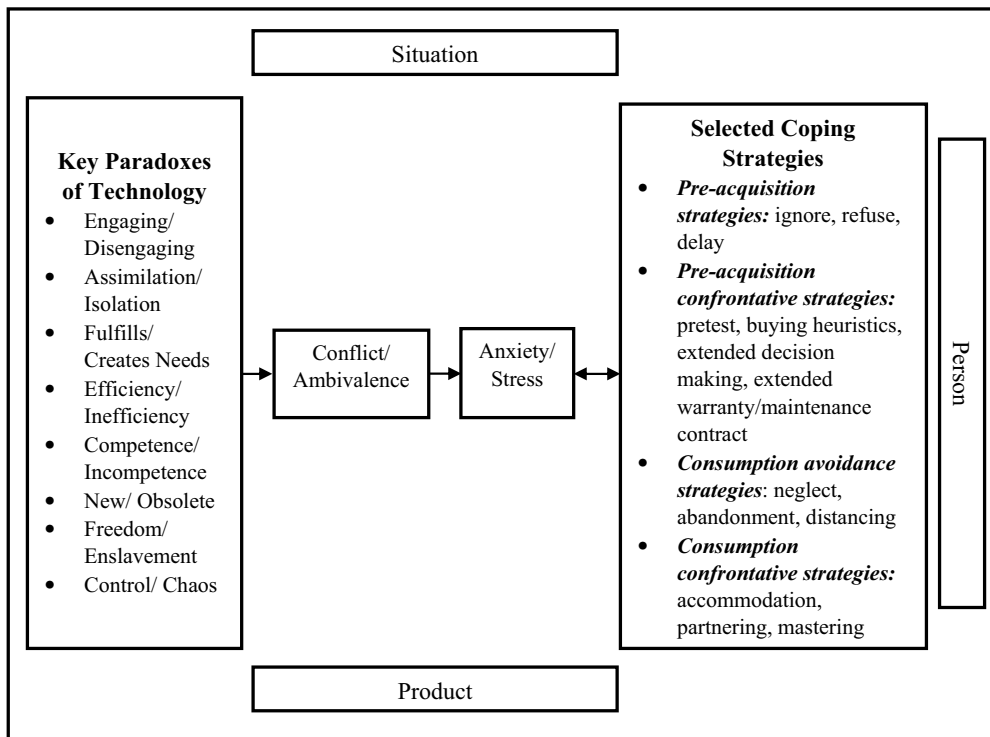 Situation
Key Paradoxes
of Technology
• Engaging/
Disengaging
• Assimilation/
Isolation
• Fulfills/
Creates Needs
• Efficiency/
Inefficiency
• Competence/
Incompetence
• New/ Obsolete
• Freedom/
Enslavement
• Control/ Chaos
Conflict/
Ambivalence
Anxiety/
Stress
Selected Coping
Strategies
• Pre-acquisition
strategies: ignore, refuse,
delay
• Pre-acquisition
confrontative strategies:
pretest, buying heuristics,
extended decision
making, extended
warranty/maintenance
contract
• Consumption avoidance
strategies: neglect,
abandonment, distancing
• Consumption
confrontative strategies:
accommodation,
partnering, mastering
Person
Product